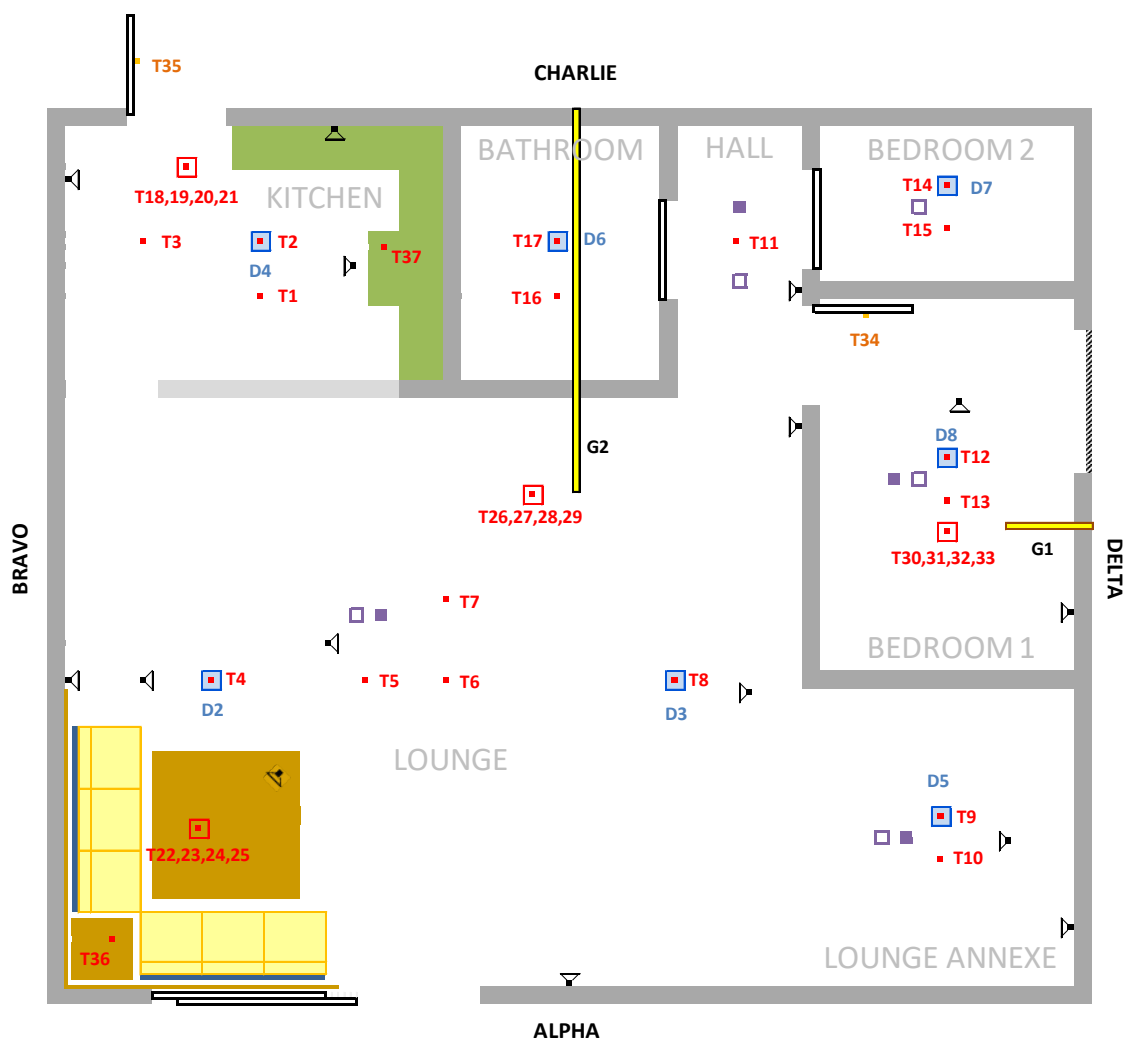 T35
CHARLIE
BATHROOM
HALL
BEDROOM 2
T14
D7
T18,19,20,21
KITCHEN
T15
T3
T2
T37
T17
D6
T11
D4
T1
T16
T34
G2
D8
T12
T13
T26,27,28,29
T30,31,32,33
G1
BRAVO
DELTA
T7
BEDROOM 1
T4
T5
T6
T8
D2
D3
LOUNGE
D5
T9
T22,23,24,25
T10
T36
LOUNGE ANNEXE
ALPHA